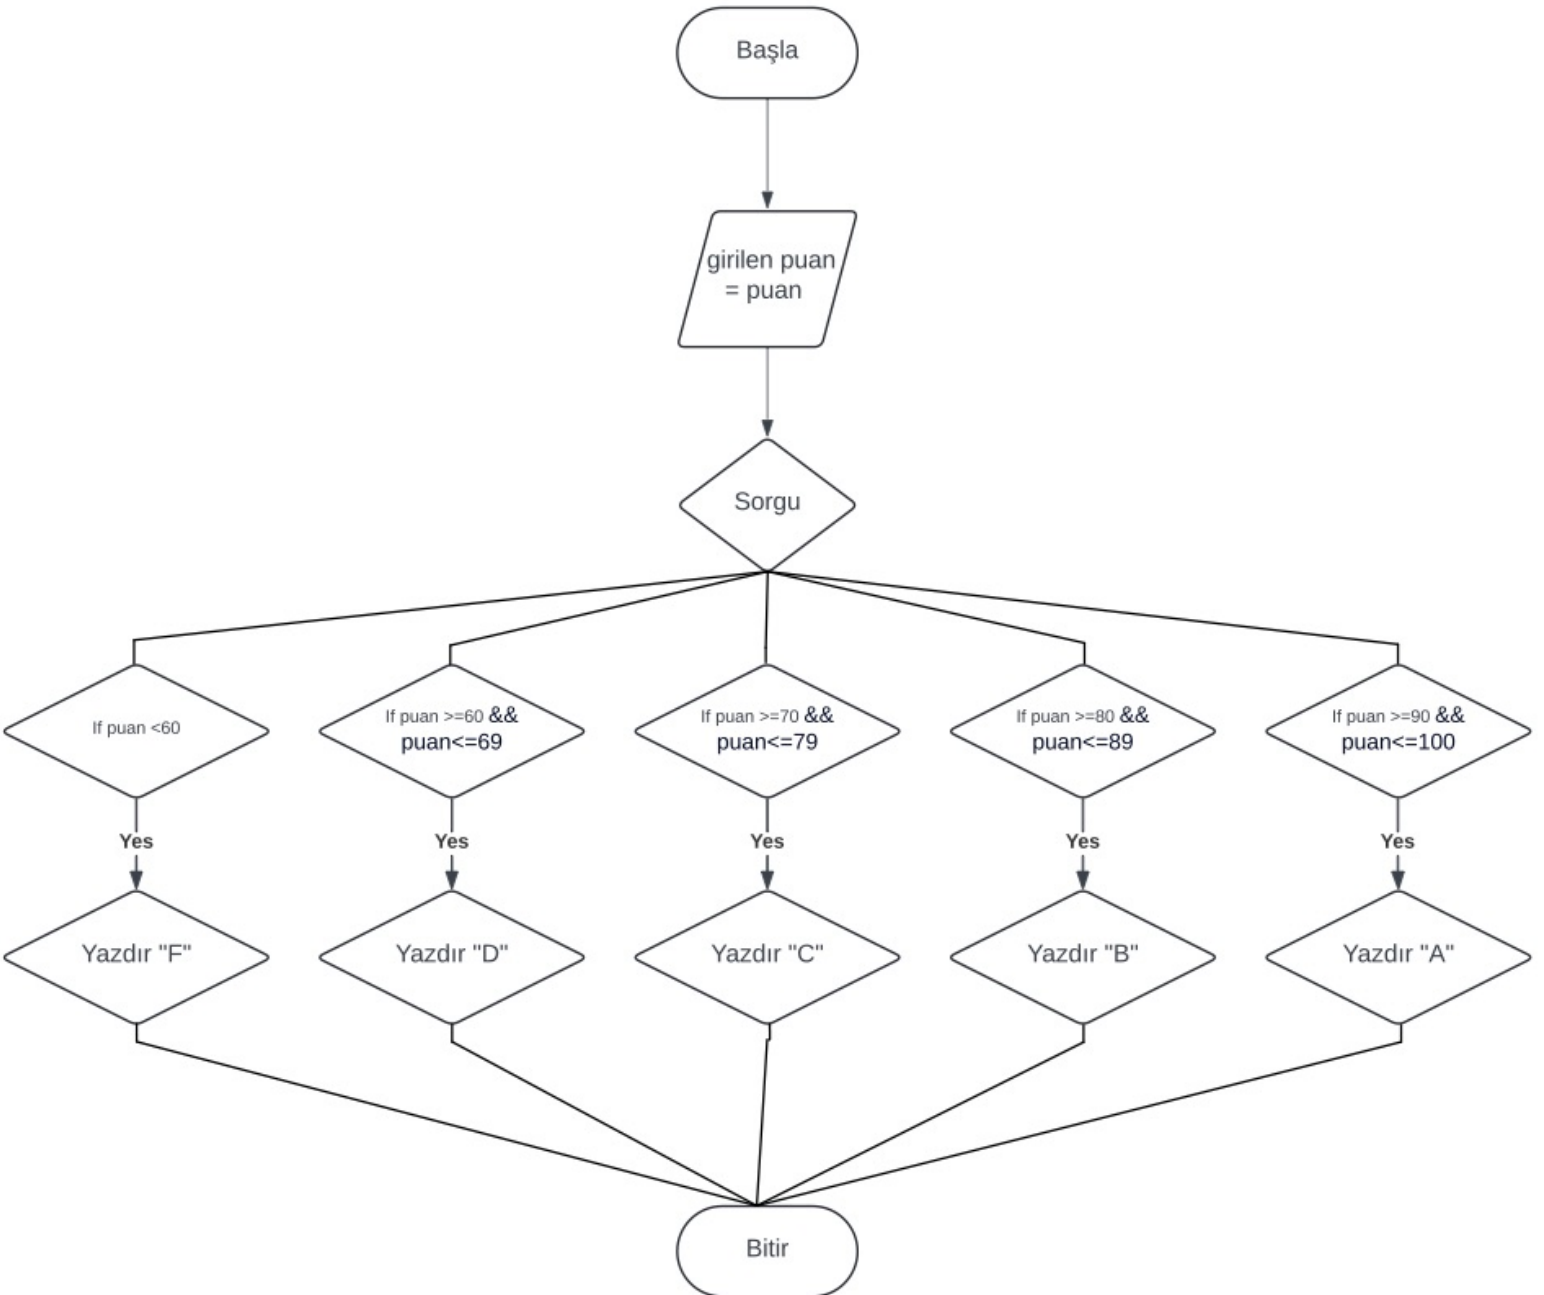 Başla
girilen puan
= puan
Sorgu
If puan <60
If puan >=60 &&
puan<=69
If puan >=70 &&
puan<=79
If puan >=80 &&
puan<=89
If puan >=90 &&
puan<=100
Yes
Yes
Yes
Yes
Yes
Yazdır "F"
Yazdır "D"
Yazdır "C"
Yazdır "B"
Yazdır "A"
Bitir